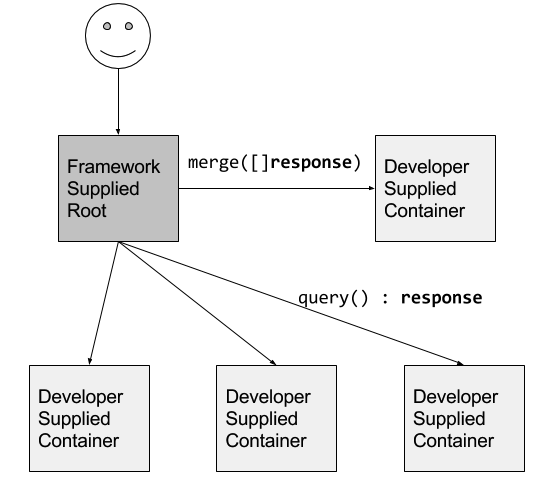 Framework
Supplied
Root
merge([]response)
Developer
Supplied
Container
query() : response
Developer
Supplied
Container
Developer
Supplied
Container
Developer
Supplied
Container